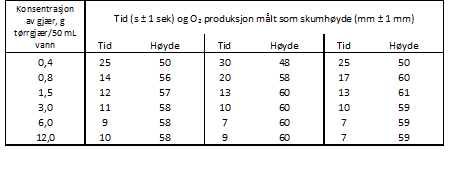 Konsentrasjon av gjær, g tørrgjær/50 mL vann Tid (s ± 1 sek) og O₂ produksjon målt som skumhøyde (mm ± 1 mm)
Tid Høyde Tid Høyde Tid Høyde
0,4 25 50 30 48 25 50
0,8 14 56 20 58 17 60
1,5 12 57 13 60 13 61
3,0 11 58 10 60 10 59
6,0 9 58 7 60 7 59
12,0 10 58 9 60 7 59